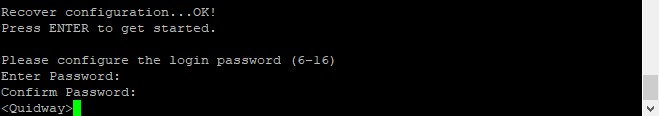 Recover configuration...OK!
Press ENTER to get started.
Please configure the login password (6-16)
Enter Password:
Confirm Password:
<Quidway>